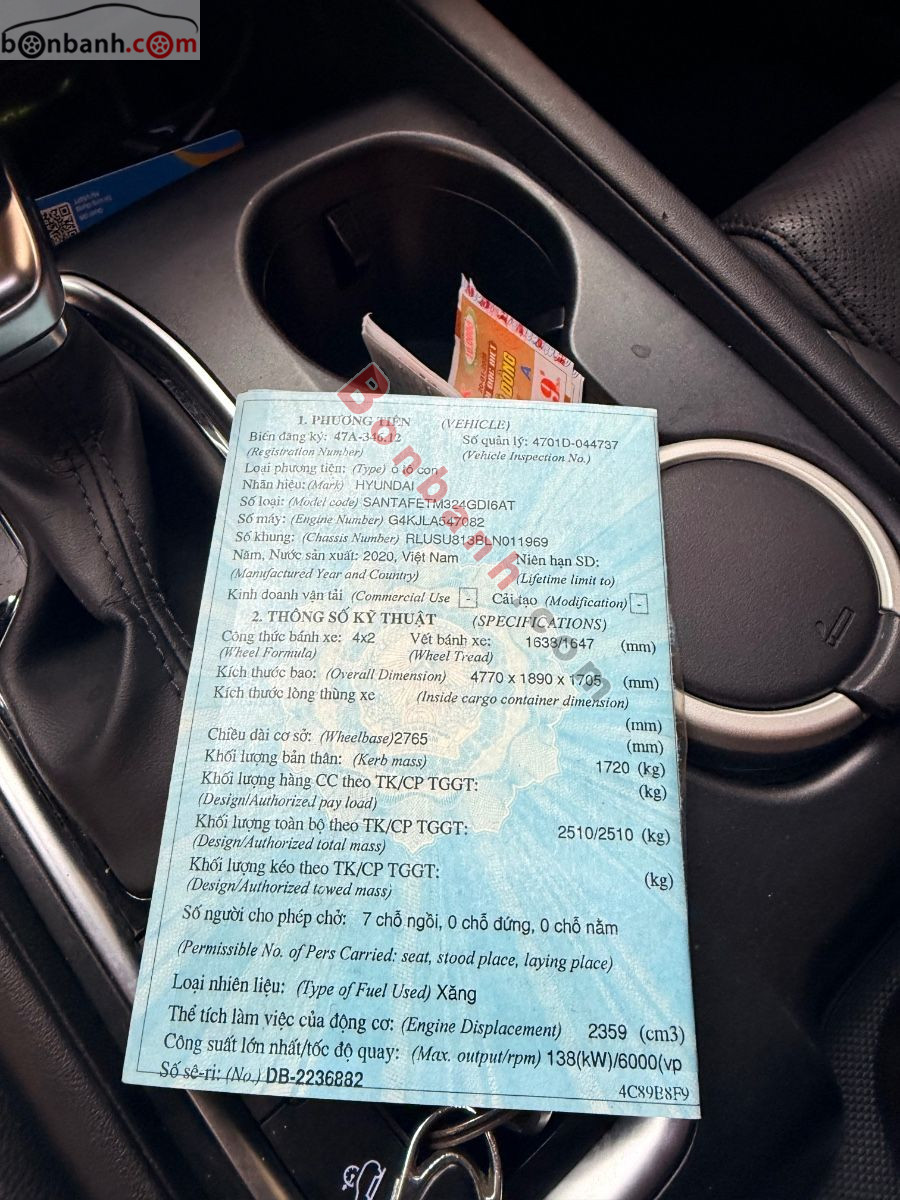 bonbanh.com
1. PHƯƠNG TIỆN (VEHICLE)
Biển đăng ký: 47A-346.12 Số quản lý: 4701D-044737
(Registration Number) (Vehicle Inspection No.)
Loại phương tiện: (Type) ô tô con
Nhãn hiệu: (Mark) HYUNDAI
Số loại: (Model code) SANTAFETM324GDI6AT
Số máy: (Engine Number) G4KJLA547082
Số khung: (Chassis Number) RLUSU813BLN011969
Năm, Nước sản xuất: 2020, Việt Nam Niên hạn SD:
(Manufactured Year and Country) (Lifetime limit to)
Kinh doanh vận tải (Commercial Use - Cải tạo (Modification) -
2. THÔNG SỐ KỸ THUẬT (SPECIFICATIONS)
Công thức bánh xe: 4x2 Vết bánh xe: 1633/1647 (mm)
(Wheel Formula) (Wheel Tread)
Kích thước bao: (Overall Dimension) 4770 x 1890 x 1705 (mm)
Kích thước lòng thùng xe (Inside cargo container dimension)
(mm)
Chiều dài cơ sở: (Wheelbase)2765 (mm)
Khối lượng bản thân: (Kerb mass) 1720 (kg)
Khối lượng hàng CC theo TK/CP TGGT: (kg)
(Design/Authorized pay load)
Khối lượng toàn bộ theo TK/CP TGGT: 2510/2510 (kg)
(Design/Authorized total mass)
Khối lượng kéo theo TK/CP TGGT: (kg)
(Design/Authorized towed mass)
Số người cho phép chở: 7 chỗ ngồi, 0 chỗ đứng, 0 chỗ nằm
(Permissible No. of Pers Carried: seat, stood place, laying place)
Loại nhiên liệu: (Type of Fuel Used) Xăng
Thể tích làm việc của động cơ: (Engine Displacement) 2359 (cm3)
Công suất lớn nhất/tốc độ quay: (Max. output/rpm) 138(kW)/6000(vp
Số sê-ri: (No.) DB-2236882
4C89B8F9
Bonbanh.com